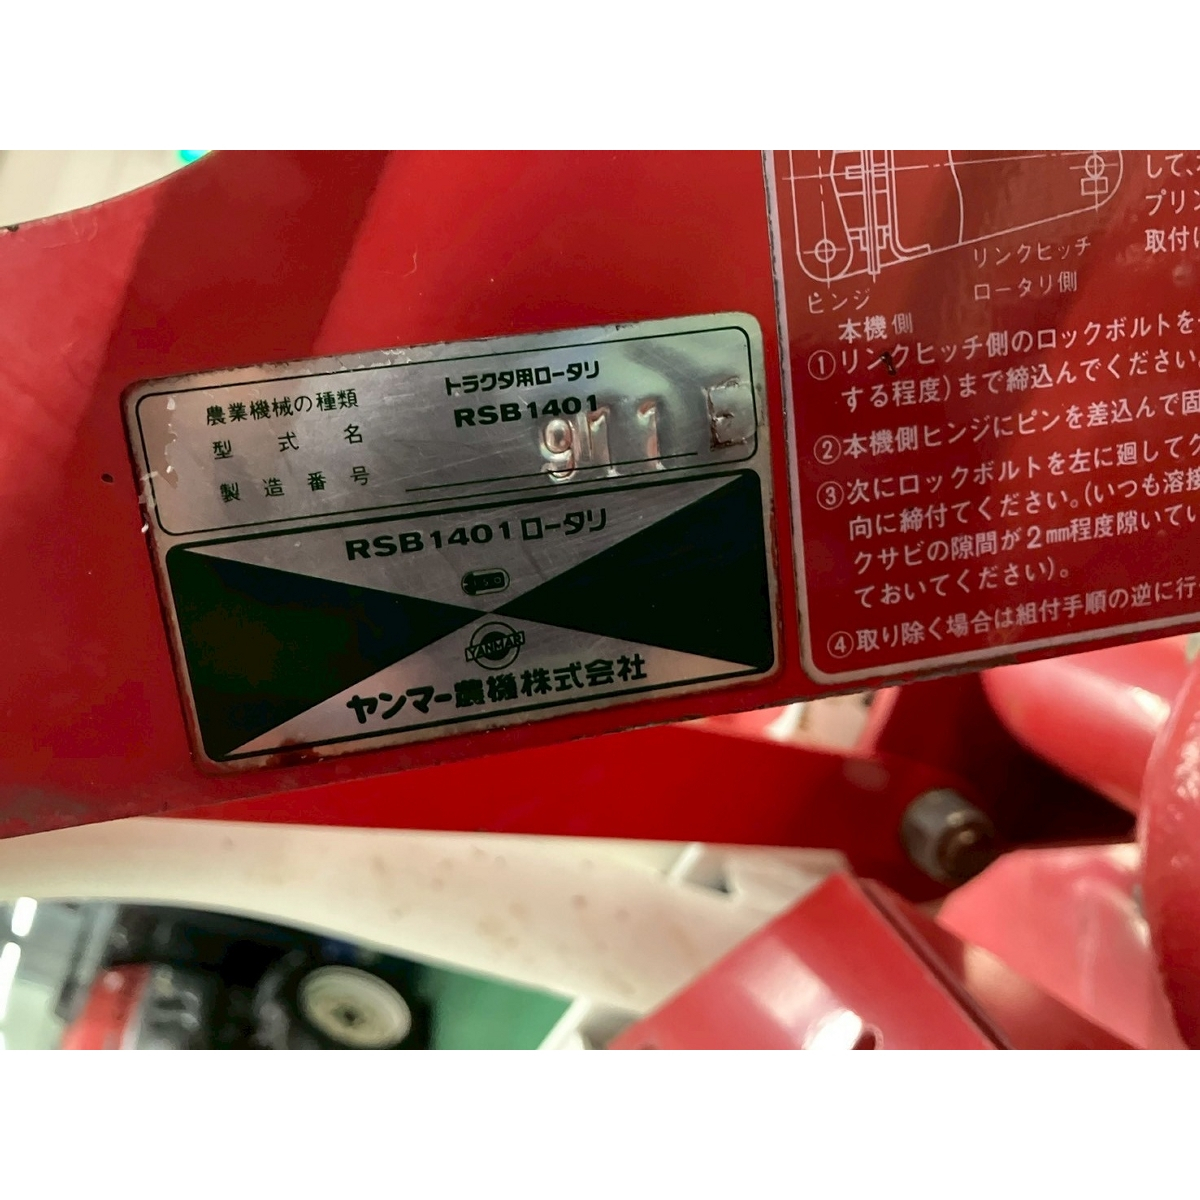 農業機械の種類 トラクタ用ロータリ
型式名 RSB1401
製造番号 911 E
RSB1401ロータリ
YANMAR
ヤンマー農機株式会社
して、
プリン
取付け
リンクヒッチ
ロータリ側
ヒンジ
本機側
①リンクヒッチ側のロックボルトを
する程度)まで締込んでください
②本機側ヒンジにピンを差込んで固
③次にロックボルトを左に廻して
向に締付てください。(いつも溶接
クサビの隙間が2mm程度隙いてい
ておいてください)。
④取り除く場合は組付手順の逆に行